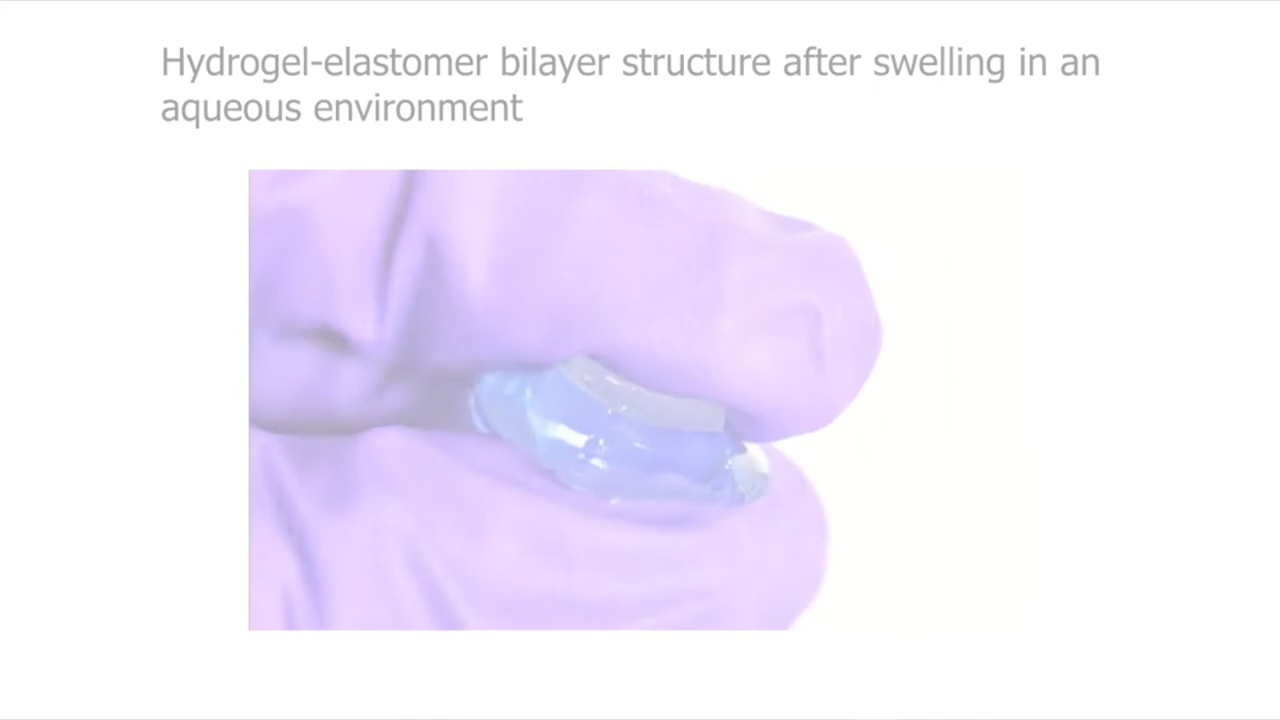 Hydrogel-elastomer bilayer structure after swelling in an
aqueous environment